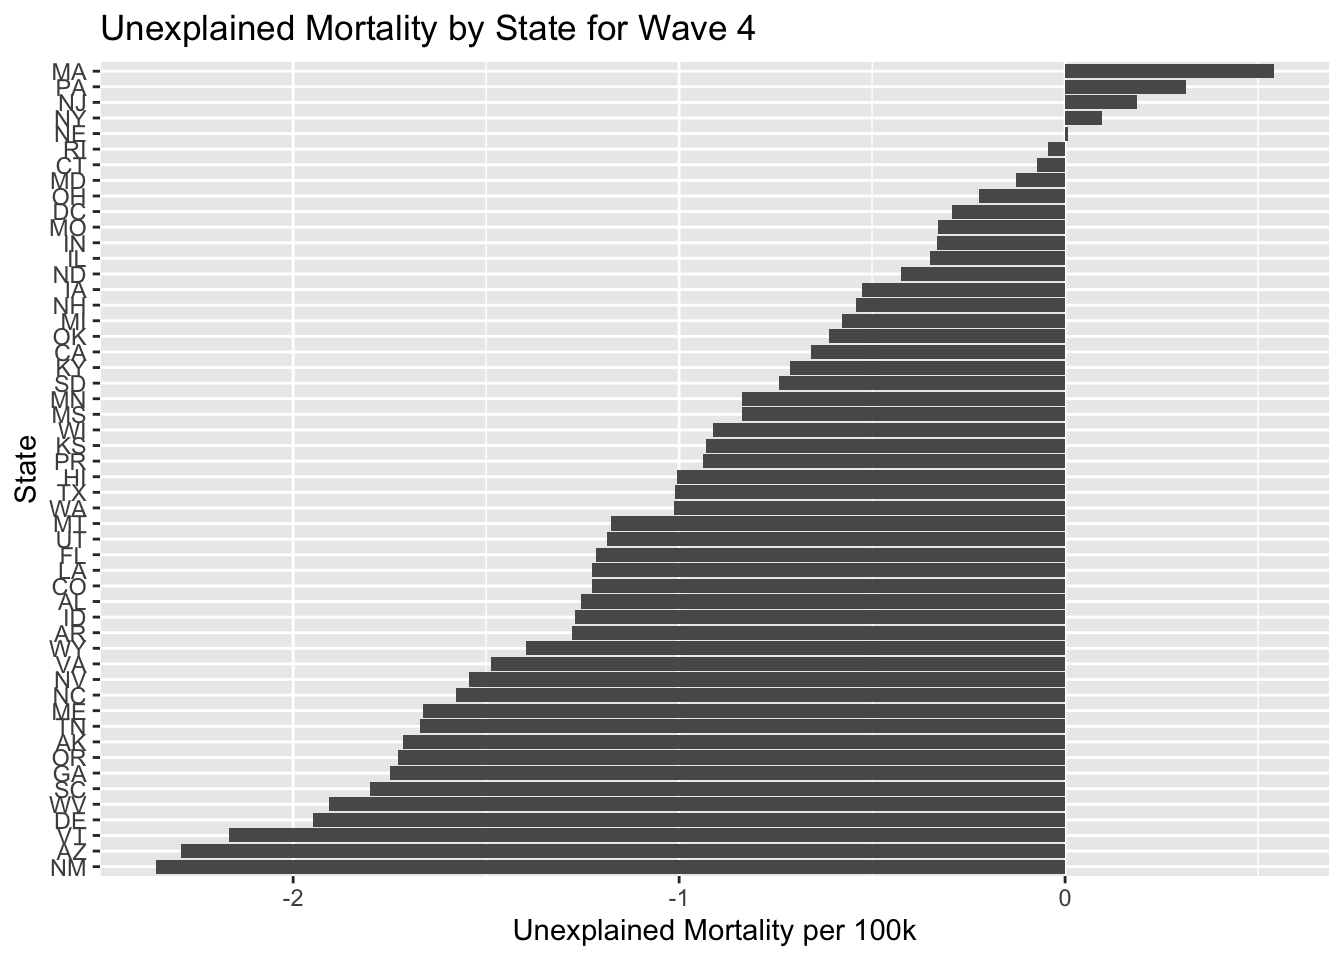 Unexplained Mortality by State for Wave 4
MA
PA
NJ
NY
NE
RI
CT
MD
OH
DC
MO
IN
IL
ND
IA
NH
MI
OK
CA
KY
SD
MN
MS
WI
KS
PR
HI
TX
WA
MT
UT
FL
LA
CO
AL
ID
AR
WY
VA
NV
NC
ME
TN
AK
OR
GA
SC
WV
DE
VT
AZ
NM
State
-2 -1 0
Unexplained Mortality per 100k